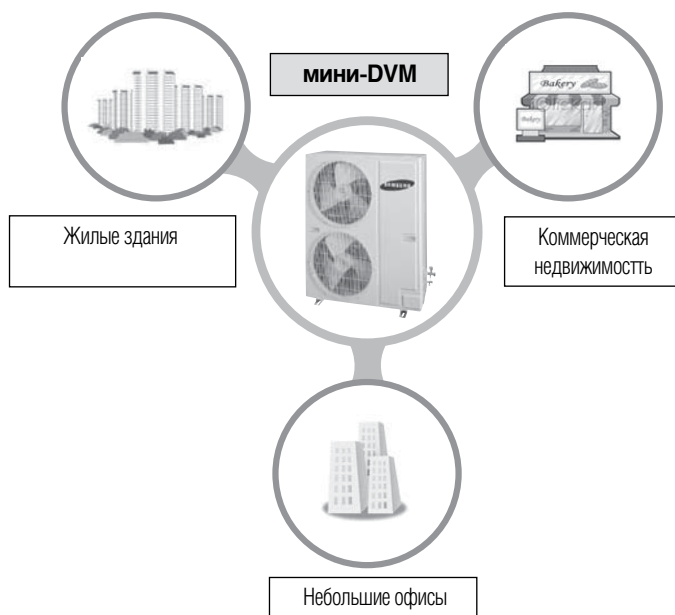 мини-DVM
Bakery
Bakery
SAMSUNG
Жилые здания
Коммерческая
недвижимостть
Небольшие офисы